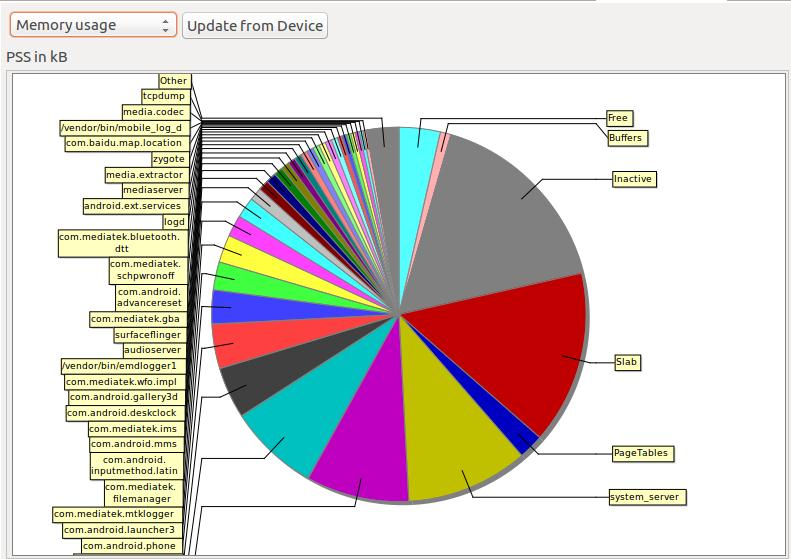 Memory usage
Update from Device
PSS in kB
Other
tcpdump
media.codec
/vendor/bin/mobile_log_d
com.baidu.map.location
zygote
media.extractor
mediaserver
android.ext.services
logd
com.mediatek.bluetooth.
dtt
com.mediatek.
schpwronoff
com.android.
advancereset
com.mediatek.gba
surfaceflinger
audioserver
/vendor/bin/emdlogger1
com.mediatek.wfo.impl
com.android.gallery3d
com.android.deskclock
com.mediatek.ims
com.android.mms
com.android.
inputmethod.latin
com.mediatek.
filemanager
com.mediatek.mtklogger
com.android.launcher3
com.android.phone
Free
Buffers
Inactive
Slab
PageTables
system_server